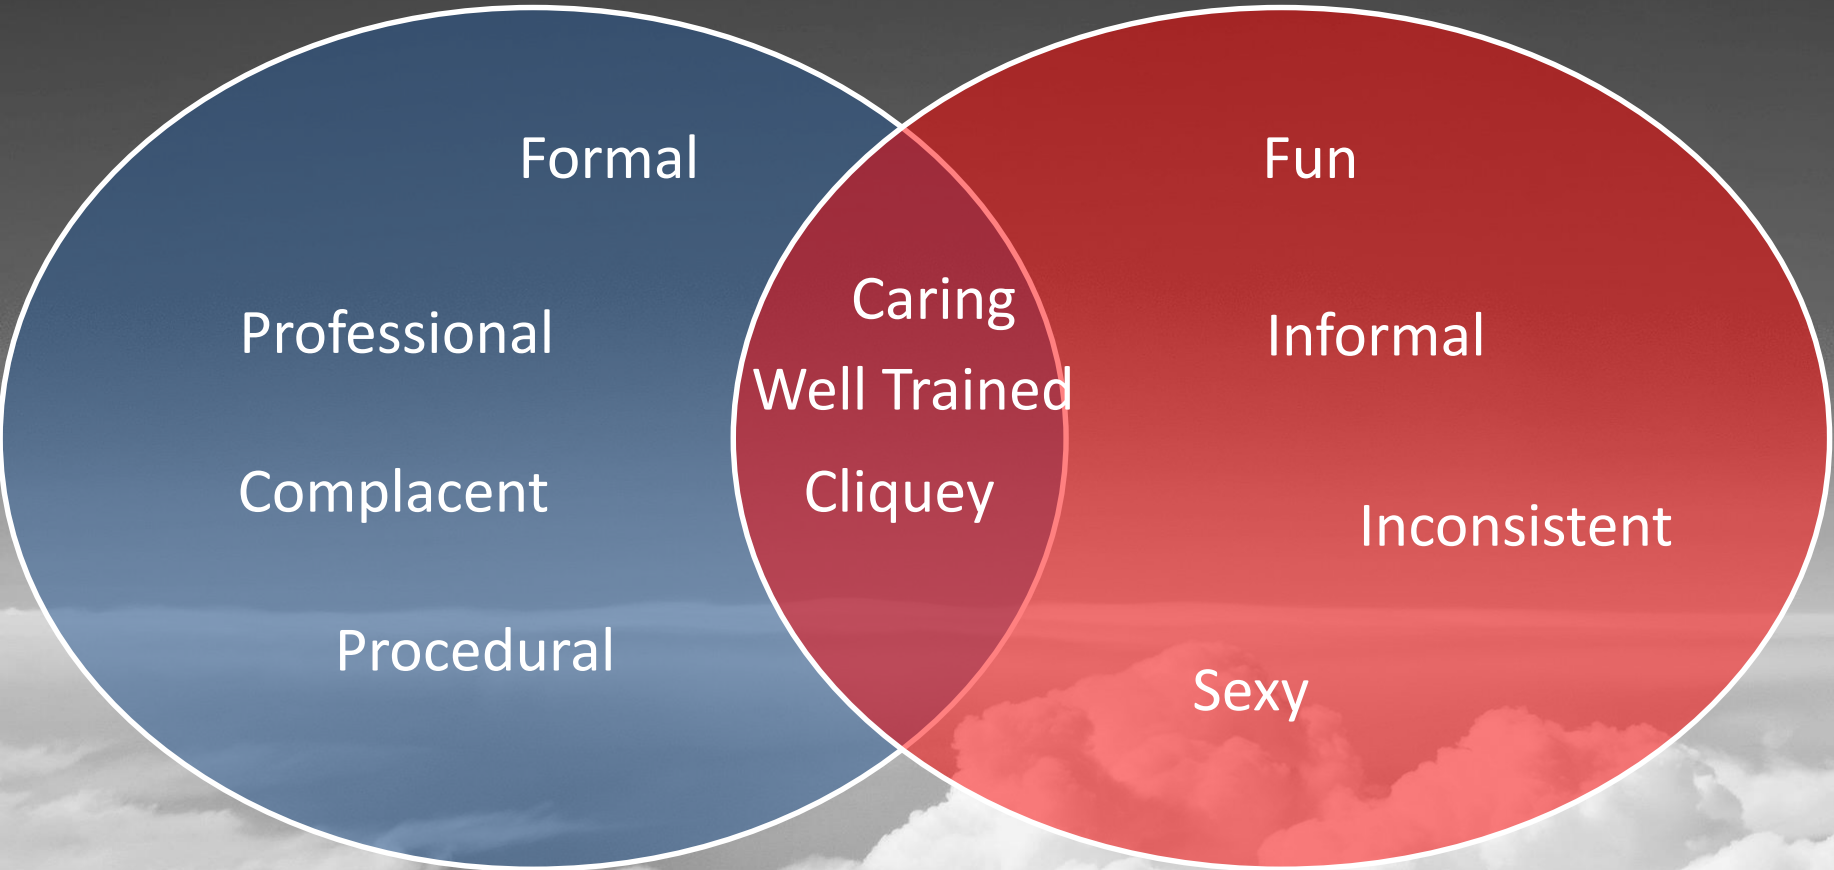 Formal
Professional
Complacent
Procedural
Caring
Well Trained
Cliquey
Fun
Informal
Inconsistent
Sexy